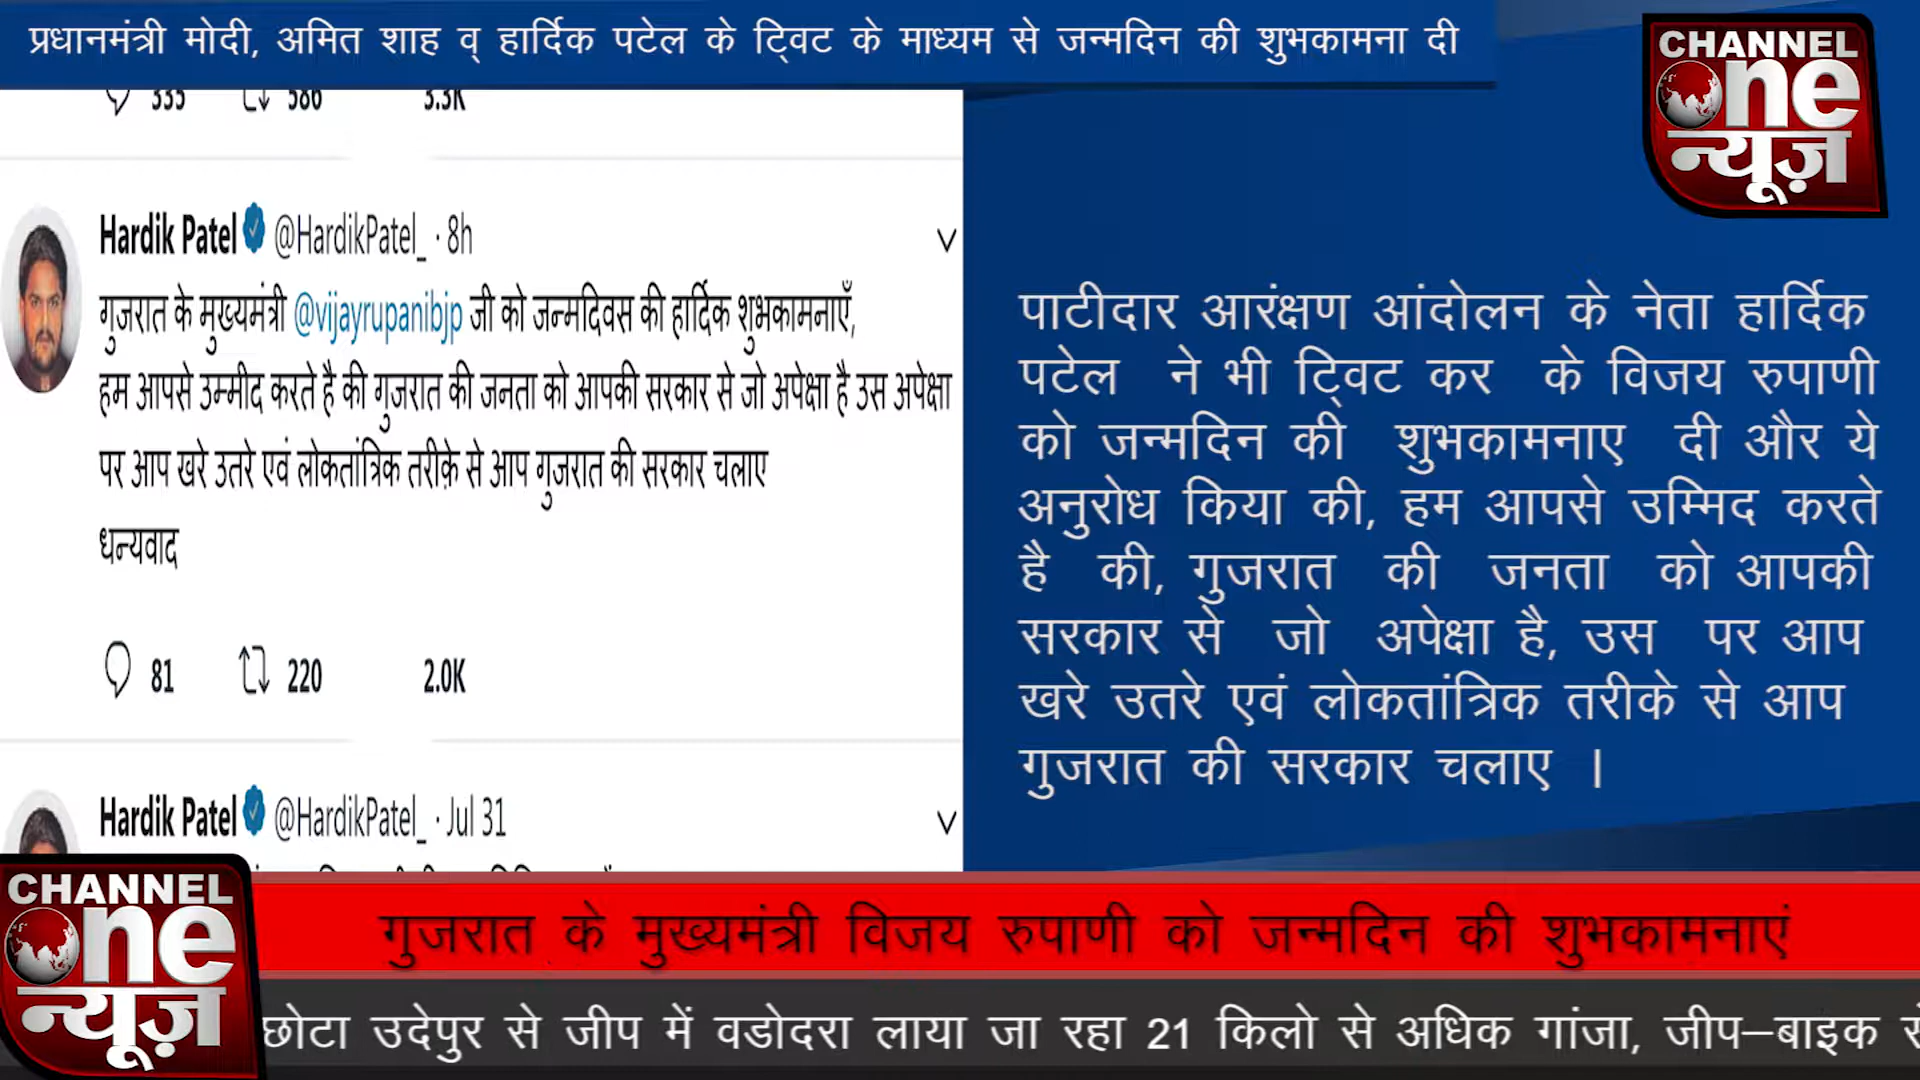 प्रधानमंत्री मोदी, अमित शाह व् हार्दिक पटेल के ट्विट के माध्यम से जन्मदिन की शुभकामना दी
CHANNEL
one
न्यूज़
335 586 3.3K
Hardik Patel @HardikPatel_ · 8h
गुजरात के मुख्यमंत्री @vijayrupanibjp जी को जन्मदिवस की हार्दिक शुभकामनाएँ,
हम आपसे उम्मीद करते है की गुजरात की जनता को आपकी सरकार से जो अपेक्षा है उस अपेक्षा
पर आप खरे उतरे एवं लोकतांत्रिक तरीक़े से आप गुजरात की सरकार चलाए
धन्यवाद
81 220 2.0K
Hardik Patel @HardikPatel_ · Jul 31
पाटीदार आरंक्षण आंदोलन के नेता हार्दिक
पटेल ने भी ट्विट कर के विजय रुपाणी
को जन्मदिन की शुभकामनाए दी और ये
अनुरोध किया की, हम आपसे उम्मिद करते
है की, गुजरात की जनता को आपकी
सरकार से जो अपेक्षा है, उस पर आप
खरे उतरे एवं लोकतांत्रिक तरीके से आप
गुजरात की सरकार चलाए ।
CHANNEL
one
न्यूज़
गुजरात के मुख्यमंत्री विजय रुपाणी को जन्मदिन की शुभकामनाएं
छोटा उदेपुर से जीप में वडोदरा लाया जा रहा 21 किलो से अधिक गांजा, जीप–बाइक